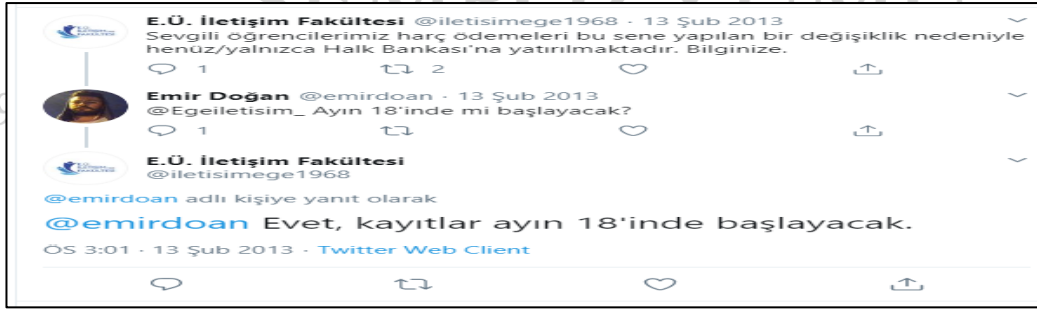 E.Ü. İletişim Fakültesi @iletisimege1968 · 13 Şub 2013
Sevgili öğrencilerimiz harç ödemeleri bu sene yapılan bir değişiklik nedeniyle
henüz/yalnızca Halk Bankası'na yatırılmaktadır. Bilginize.
1 2
Emir Doğan @emirdoan · 13 Şub 2013
@Egeiletisim_ Ayın 18'inde mi başlayacak?
1
E.Ü. İletişim Fakültesi
@iletisimege1968
@emirdoan adlı kişiye yanıt olarak
@emirdoan Evet, kayıtlar ayın 18'inde başlayacak.
ÖS 3:01 · 13 Şub 2013 · Twitter Web Client